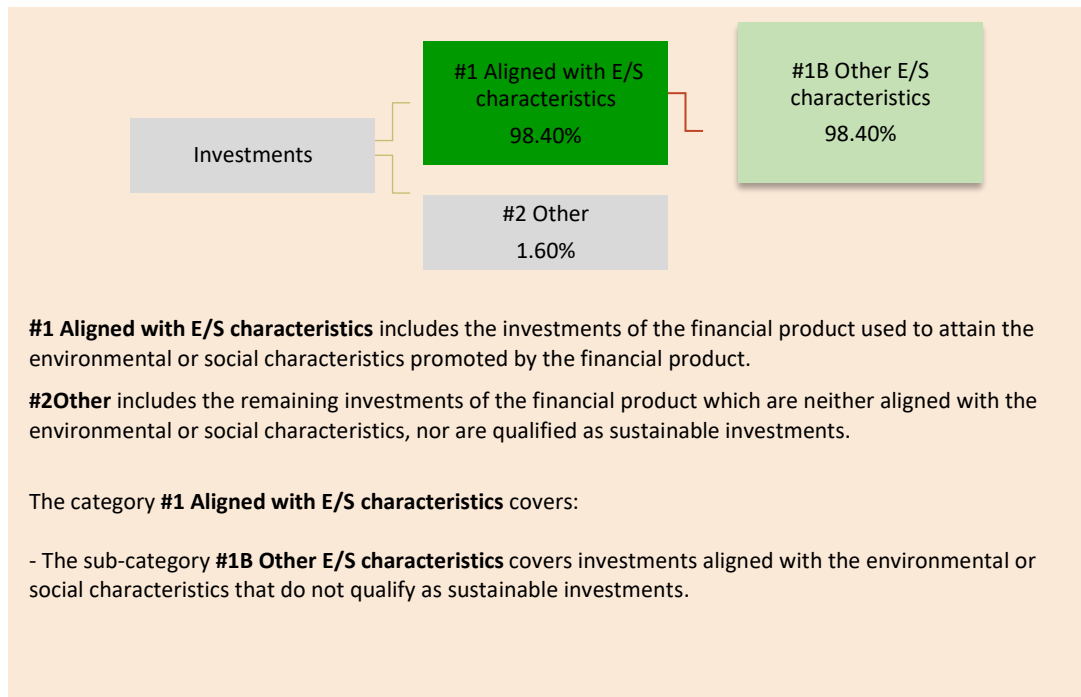 #1 Aligned with E/S
characteristics
98.40%
#1B Other E/S
characteristics
98.40%
Investments
#2 Other
1.60%
#1 Aligned with E/S characteristics includes the investments of the financial product used to attain the
environmental or social characteristics promoted by the financial product.
#2Other includes the remaining investments of the financial product which are neither aligned with the
environmental or social characteristics, nor are qualified as sustainable investments.
The category #1 Aligned with E/S characteristics covers:
- The sub-category #1B Other E/S characteristics covers investments aligned with the environmental or
social characteristics that do not qualify as sustainable investments.